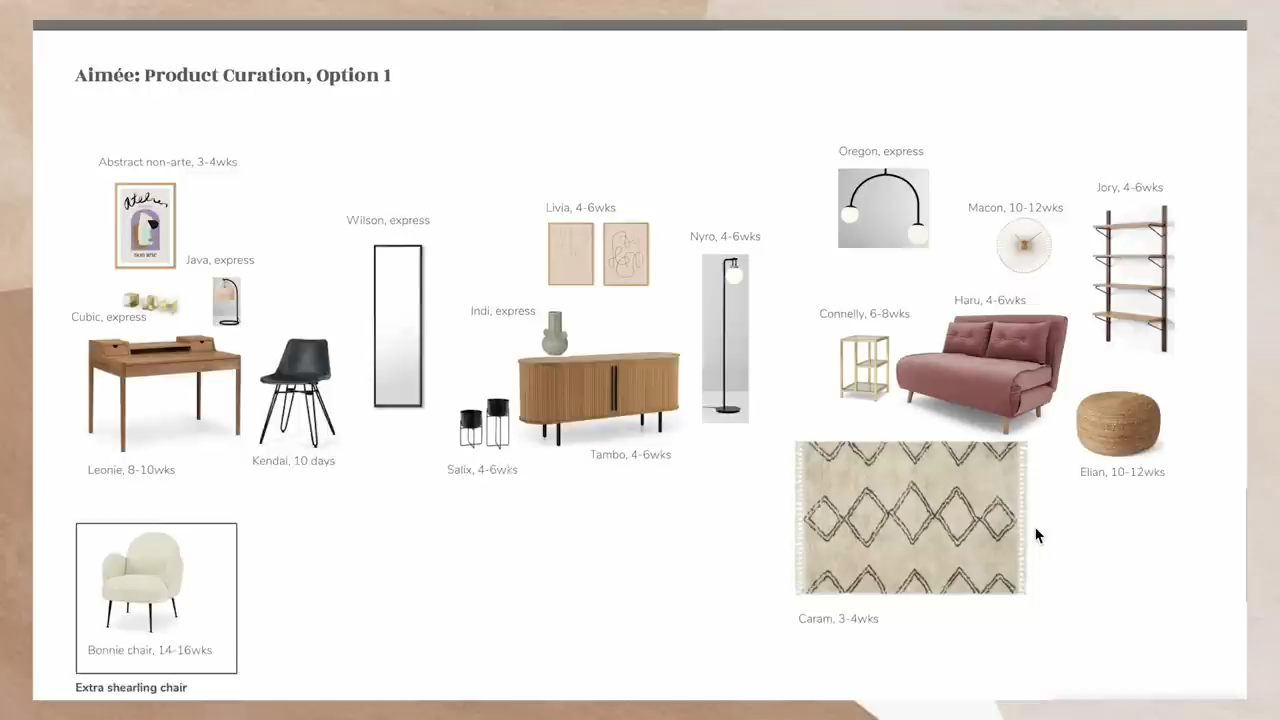 Aimée: Product Curation, Option 1
Abstract non-arte, 3-4wks
Atelier
non arte
Java, express
Cubic, express
Leonie, 8-10wks
Kendal, 10 days
Wilson, express
Livia, 4-6wks
Indi, express
Salix, 4-6wks
Tambo, 4-6wks
Nyro, 4-6wks
Oregon, express
Macon, 10-12wks
Jory, 4-6wks
Haru, 4-6wks
Connelly, 6-8wks
Elian, 10-12wks
Caram, 3-4wks
Bonnie chair, 14-16wks
Extra shearling chair